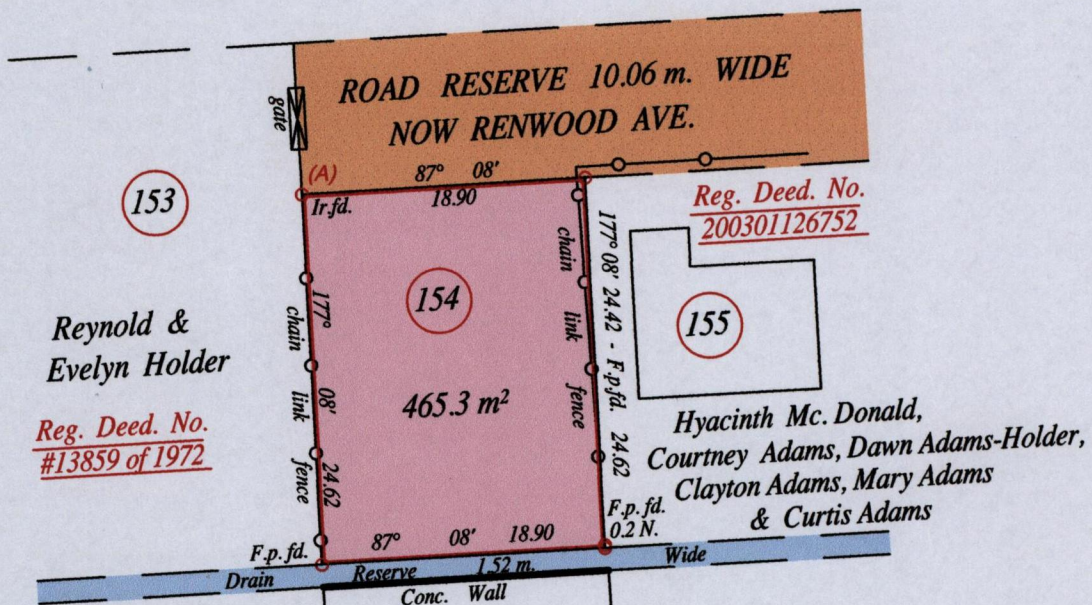 ROAD RESERVE 10.06 m. WIDE
NOW RENWOOD AVE.
gate
(A)
87° 08'
18.90
Ir.fd.
153
Reg. Deed. No.
200301126752
154
155
chain link fence
177° 08' 24.62
chain link fence
177° 08' 24.42 - F.p.fd. 24.62
Reynold &
Evelyn Holder
465.3 m²
Reg. Deed. No.
#13859 of 1972
Hyacinth Mc. Donald,
Courtney Adams, Dawn Adams-Holder,
Clayton Adams, Mary Adams
& Curtis Adams
F.p. fd.
0.2 N.
F.p. fd.
87° 08' 18.90
Drain Reserve 1.52 m. Wide
Conc. Wall